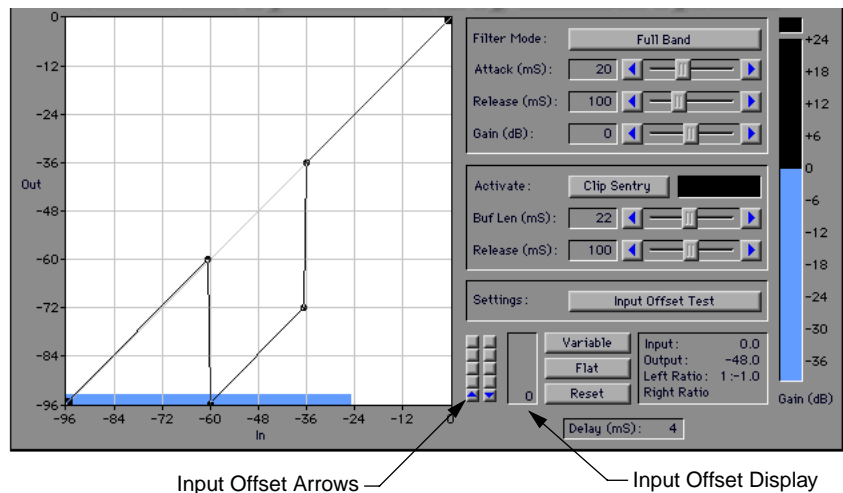 0
-12
-24
-36
Out
-48
-60
-72
-84
-96
-96 -84 -72 -60 -48 -36 -24 -12 0
In
Filter Mode: Full Band
Attack (mS): 20
Release (mS): 100
Gain (dB): 0
Activate: Clip Sentry
Buf Len (mS): 22
Release (mS): 100
Settings: Input Offset Test
0
Variable
Flat
Reset
Input: 0.0
Output: -48.0
Left Ratio: 1:-1.0
Right Ratio
Delay (mS): 4
+24
+18
+12
+6
0
-6
-12
-18
-24
-30
-36
Gain (dB)
Input Offset Arrows
Input Offset Display